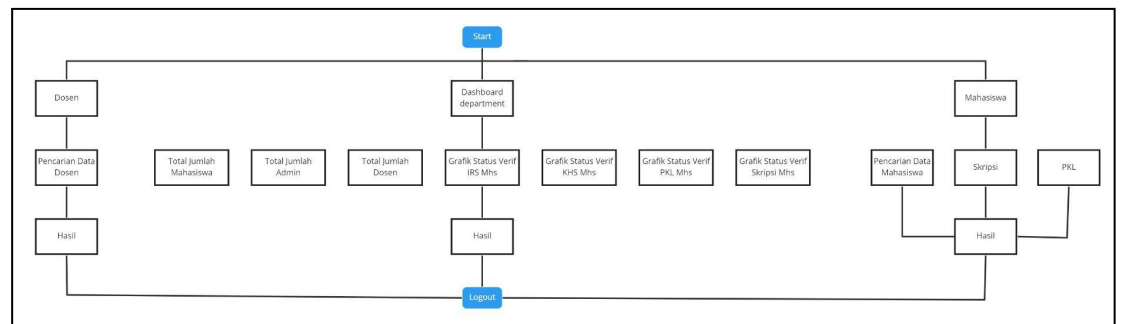 Start
Dosen
Dashboard
department
Mahasiswa
Pencarian Data
Dosen
Total Jumlah
Mahasiswa
Total Jumlah
Admin
Total Jumlah
Dosen
Grafik Status Verif
IRS Mhs
Grafik Status Verif
KHS Mhs
Grafik Status Verif
PKL Mhs
Grafik Status Verif
Skripsi Mhs
Pencarian Data
Mahasiswa
Skripsi
PKL
Hasil
Hasil
Hasil
Logout